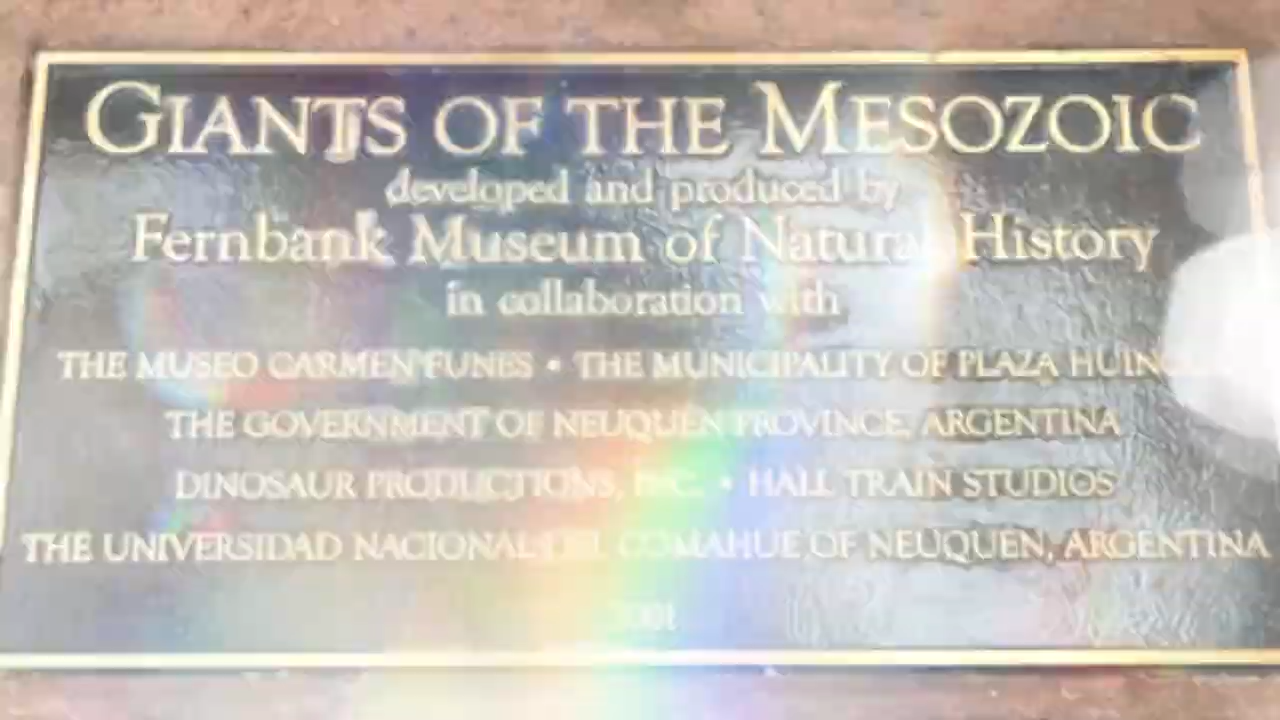 GIANTS OF THE MESOZOIC
developed and produced by
Fernbank Museum of Natural History
in collaboration with
THE MUSEO CARMEN FUNES • THE MUNICIPALITY OF PLAZA
THE GOVERNMENT OF NEUQUEN PROVINCE, ARGENTINA
DINOSAUR PRODUCTIONS, INC. • HALL TRAIN STUDIOS
THE UNIVERSIDAD NACIONAL DEL COMAHUE OF NEUQUEN, ARGENTINA